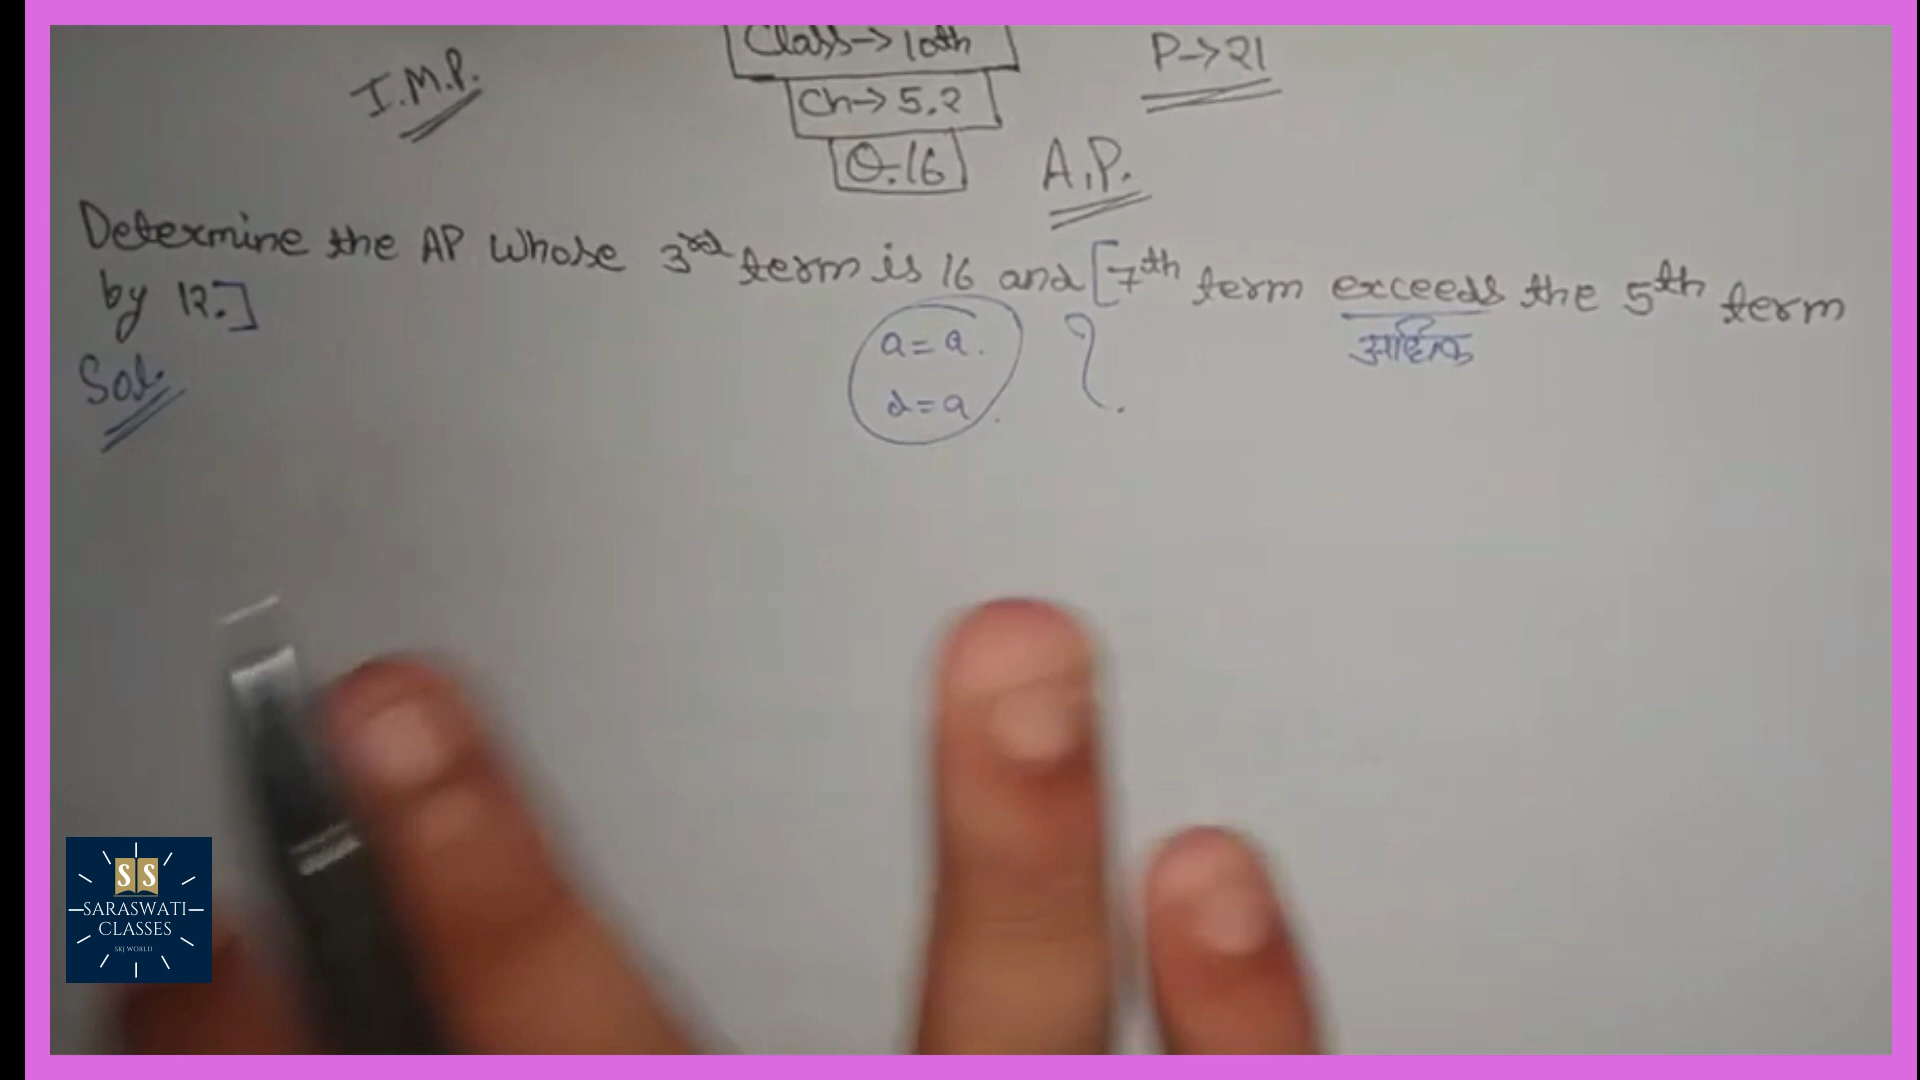 I.M.P.
Class->10th
P->21
Ch->5.2
Q.16
A.P.
Determine the AP whose 3rd term is 16 and [7th term exceeds the 5th term
by 12.]
अधिक
Sol.
a=a.
d=a
?
SS
SARASWATI
CLASSES
SKJ WORLD